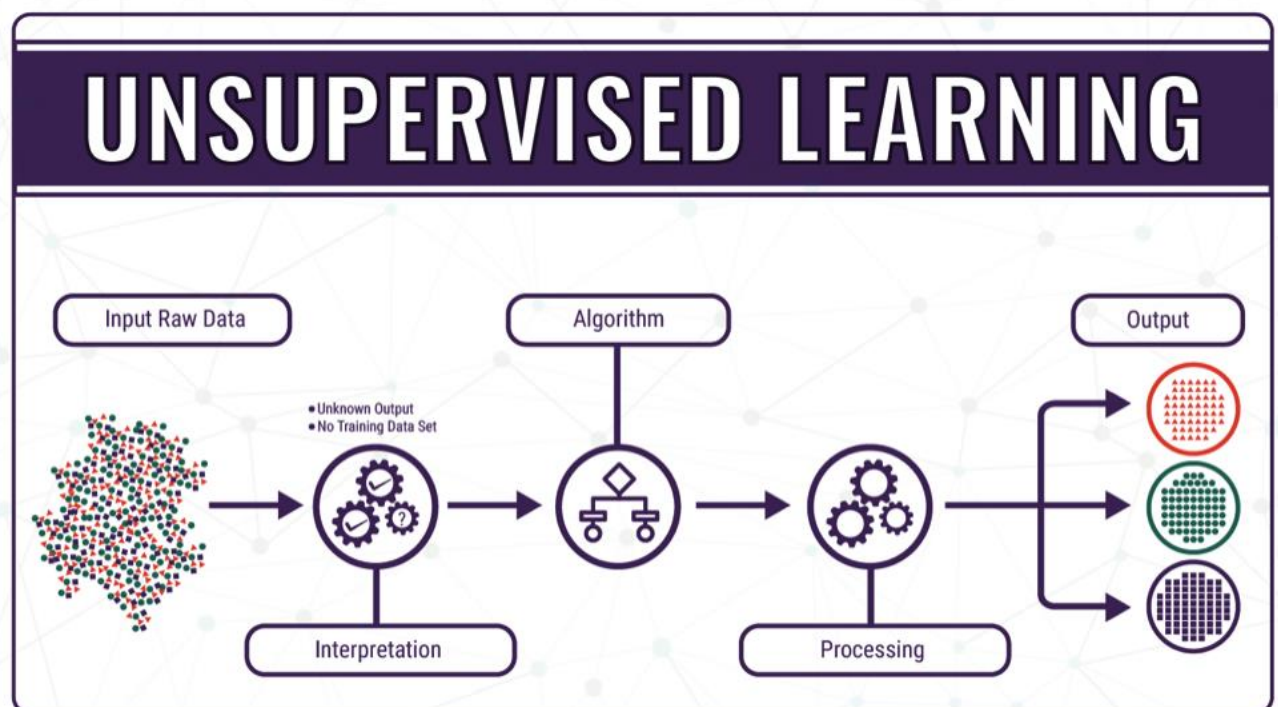 UNSUPERVISED LEARNING
Input Raw Data
Algorithm
Output
• Unknown Output
• No Training Data Set
?
Interpretation
Processing